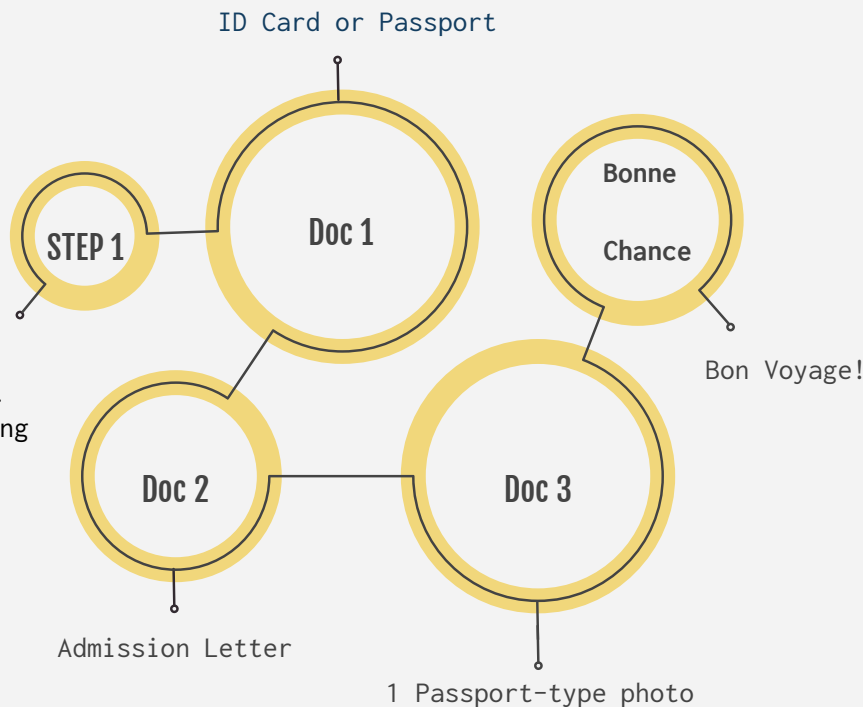 ID Card or Passport
STEP 1
Doc 1
Bonne
Chance
Bon Voyage!
Doc 2
Doc 3
Admission Letter
1 Passport-type photo